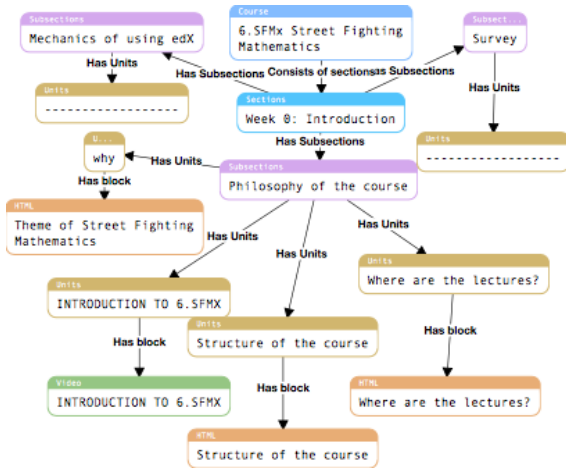 Subsections
Mechanics of using edX
Course
6.SFMx Street Fighting
Mathematics
Subsect...
Survey
Has Units
Has Subsections
Consists of sections
as Subsections
Has Units
Units
-----------------
Sections
Week 0: Introduction
Has Subsections
Units
-----------------
U...
why
Has Units
Subsections
Philosophy of the course
Has block
HTML
Theme of Street Fighting
Mathematics
Has Units
Has Units
Has Units
Units
Where are the lectures?
Units
INTRODUCTION TO 6.SFMX
Units
Structure of the course
Has block
Has block
Has block
Video
INTRODUCTION TO 6.SFMX
HTML
Where are the lectures?
HTML
Structure of the course